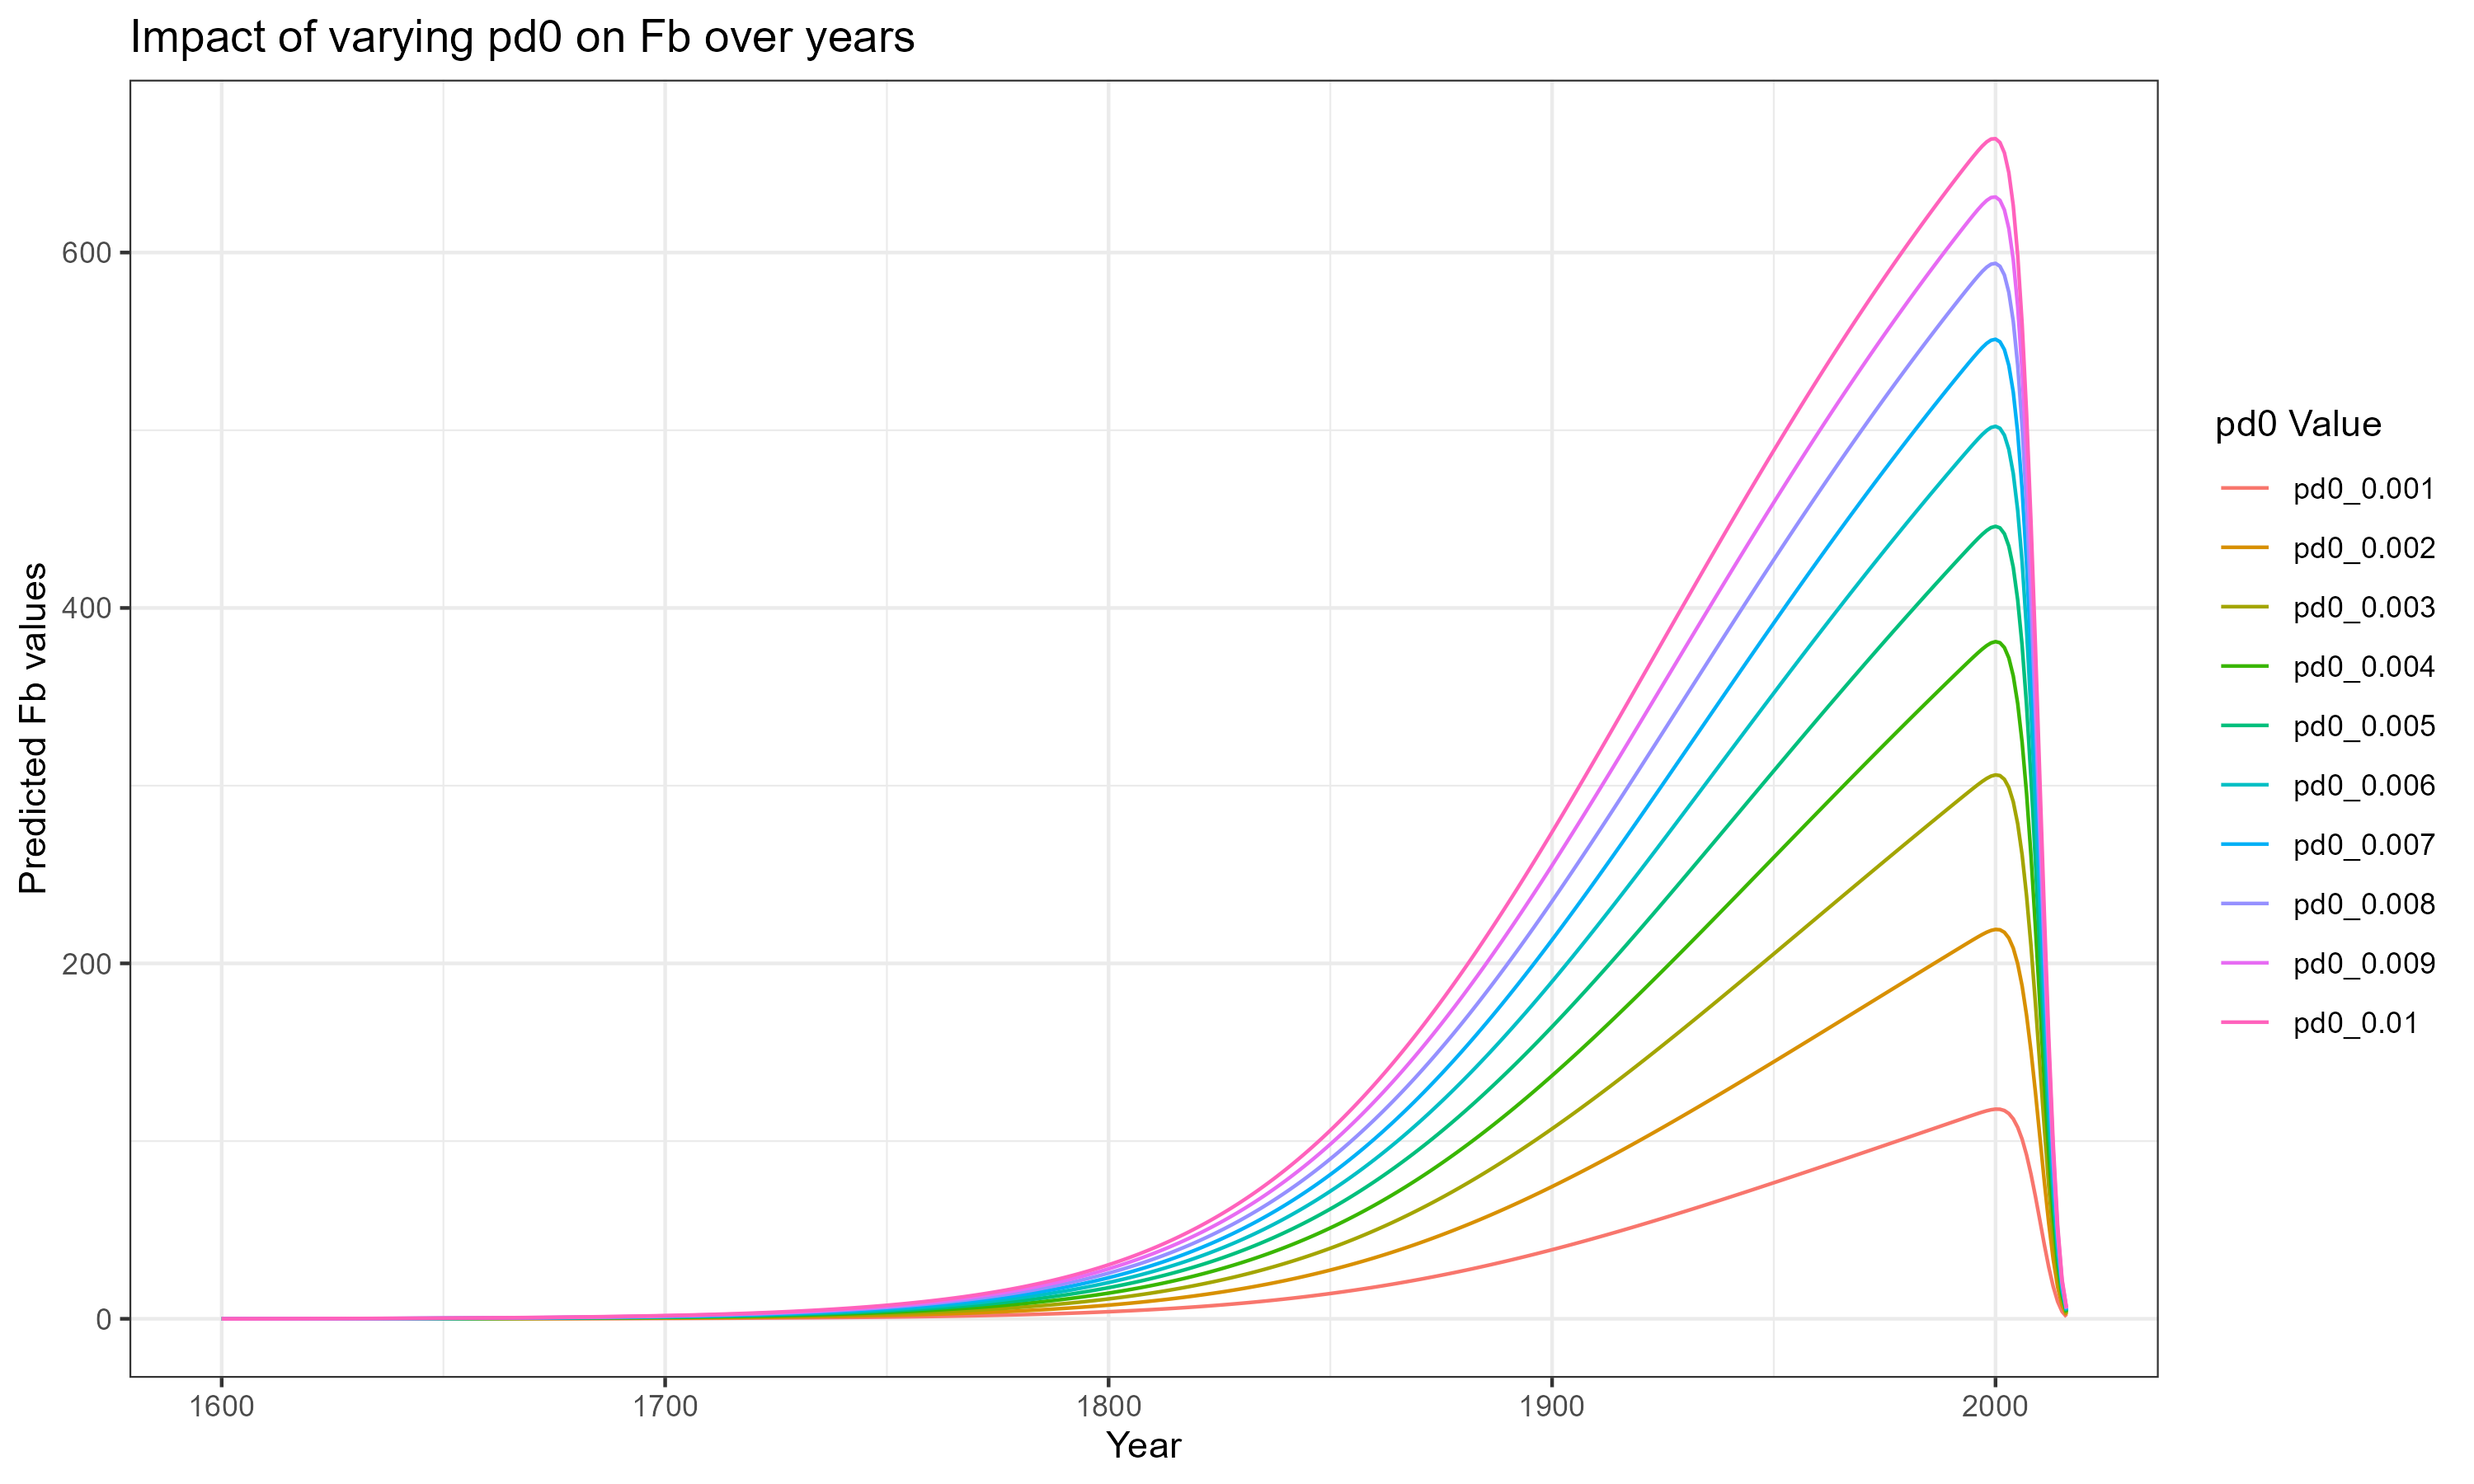 Impact of varying pd0 on Fb over years
Predicted Fb values
600
400
200
0
1600 1700 1800 1900 2000
Year
pd0 Value
pd0_0.001
pd0_0.002
pd0_0.003
pd0_0.004
pd0_0.005
pd0_0.006
pd0_0.007
pd0_0.008
pd0_0.009
pd0_0.01